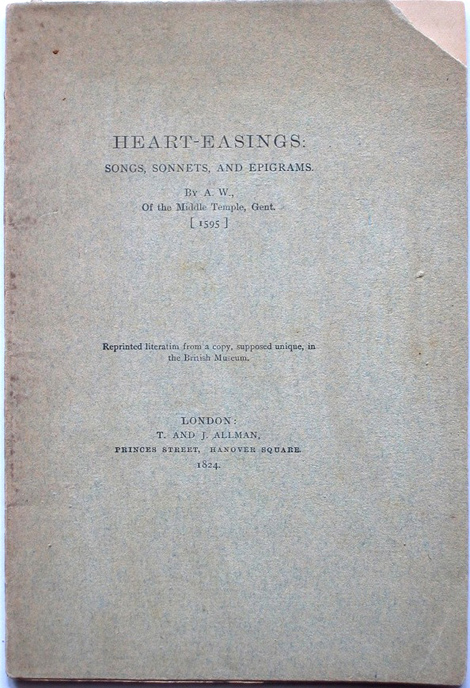 HEART-EASINGS:
SONGS, SONNETS, AND EPIGRAMS.
By A. W.,
Of the Middle Temple, Gent.
[ 1595 ]
Reprinted literatim from a copy, supposed unique, in
the British Museum.
LONDON:
T. AND J. ALLMAN,
PRINCES STREET, HANOVER SQUARE.
1824.